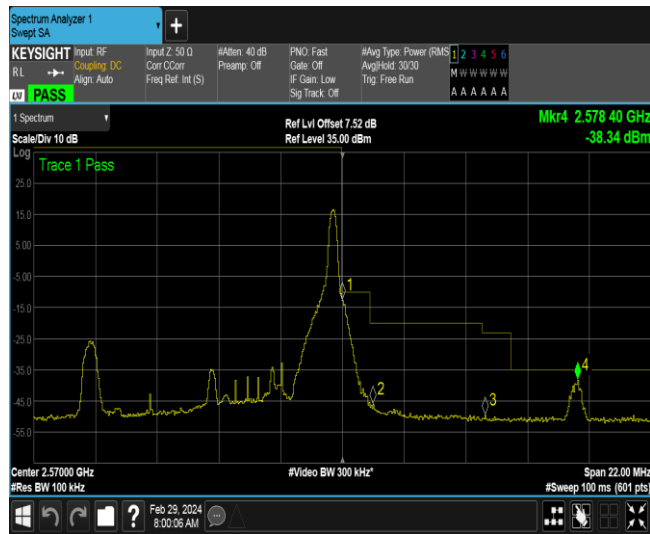 Spectrum Analyzer 1
Swept SA
+
KEYSIGHT
RL
LXI PASS
Input: RF
Coupling: DC
Align: Auto
Input Z: 50 Ω
Corr CCorr
Freq Ref: Int (S)
#Atten: 40 dB
Preamp: Off
PNO: Fast
Gate: Off
IF Gain: Low
Sig Track: Off
#Avg Type: Power (RMS
Avg|Hold: 30/30
Trig: Free Run
1 2 3 4 5 6
M W W W W W
A A A A A A
1 Spectrum
Scale/Div 10 dB
Ref Lvl Offset 7.52 dB
Ref Level 35.00 dBm
Mkr4 2.578 40 GHz
-38.34 dBm
Log
Trace 1 Pass
25.0
15.0
5.00
-5.00
-15.0
-25.0
-35.0
-45.0
-55.0
1
2
3
4
Center 2.57000 GHz
#Res BW 100 kHz
#Video BW 300 kHz*
Span 22.00 MHz
#Sweep 100 ms (601 pts)
?
Feb 29, 2024
8:00:06 AM